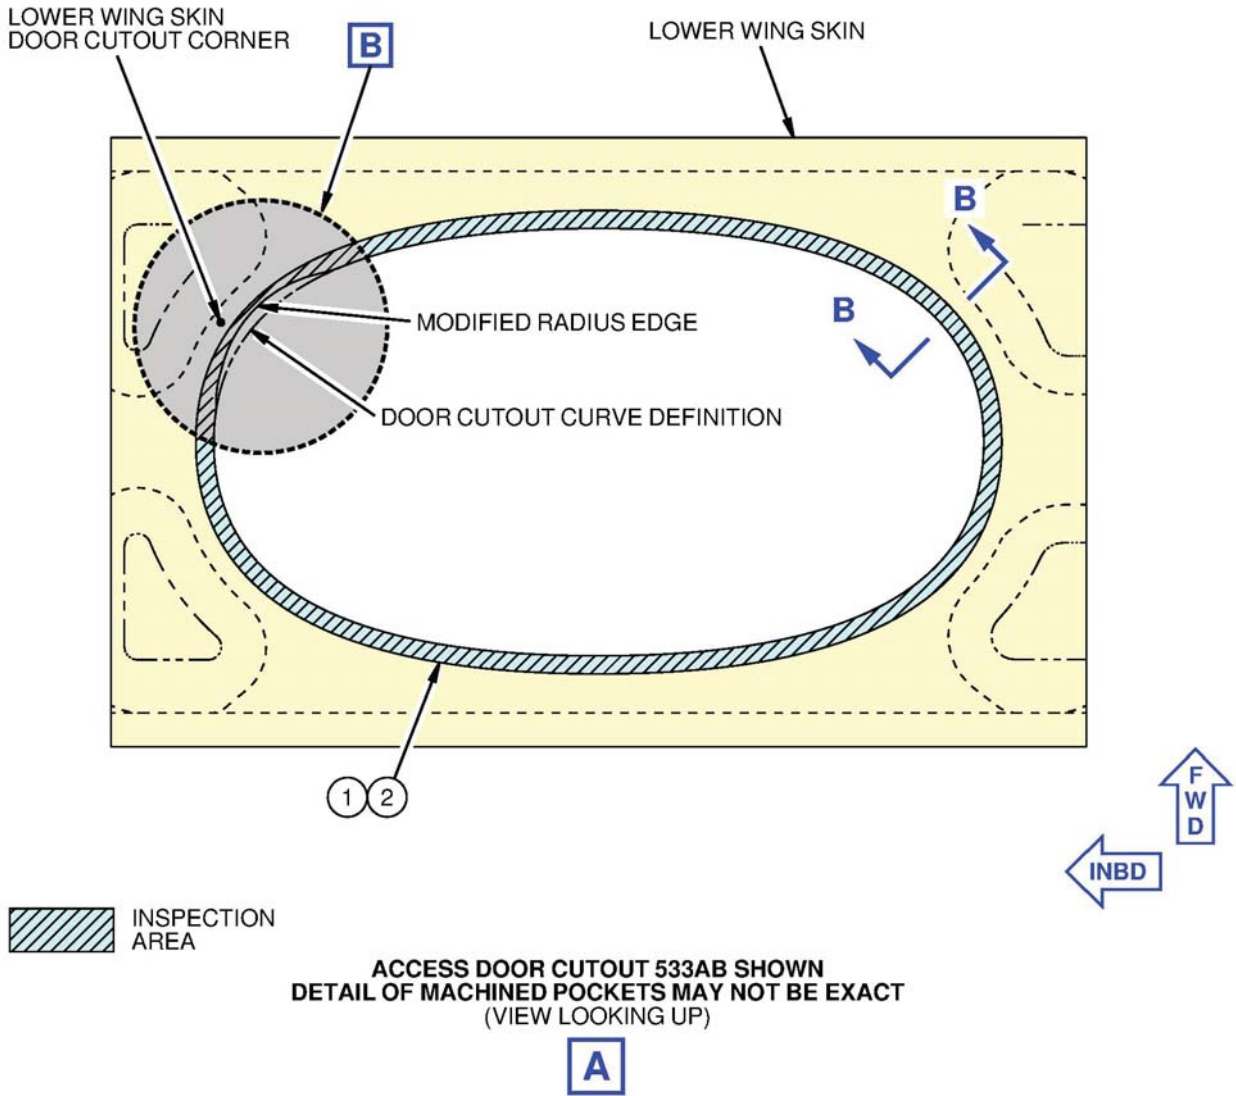 LOWER WING SKIN
DOOR CUTOUT CORNER
B
LOWER WING SKIN
B
B
MODIFIED RADIUS EDGE
DOOR CUTOUT CURVE DEFINITION
1 2
FWD
INBD
INSPECTION
AREA
ACCESS DOOR CUTOUT 533AB SHOWN
DETAIL OF MACHINED POCKETS MAY NOT BE EXACT
(VIEW LOOKING UP)
A